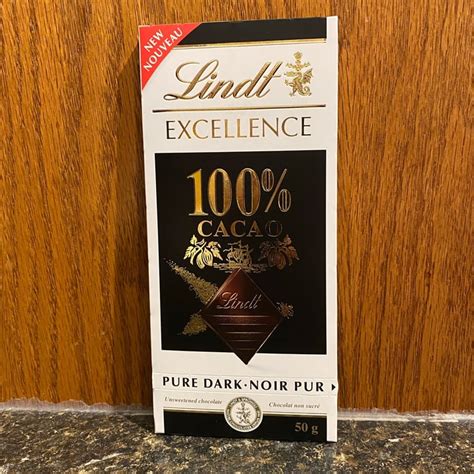 NEW
NOUVEAU
Lindt
EXCELLENCE
100%
CACAO
Lindt
PURE DARK·NOIR PUR
Unsweetened chocolate Chocolat non sucré
50 g